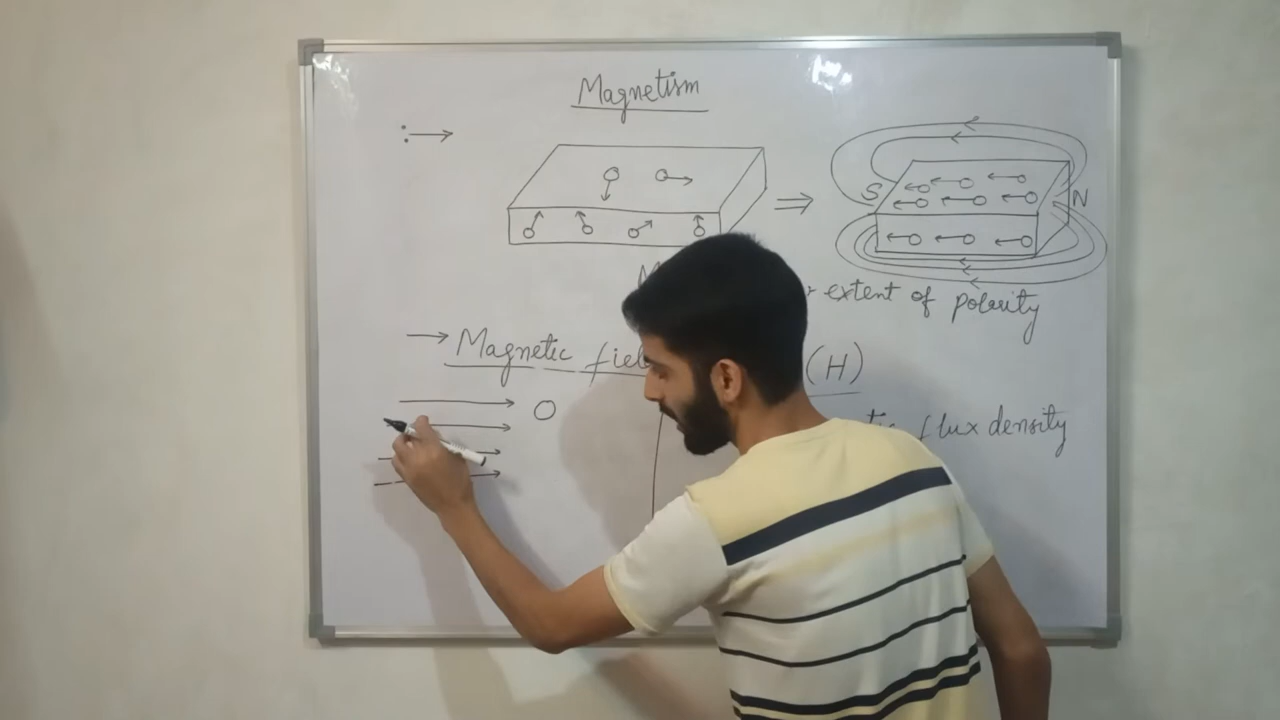 Magnetism
S N
extent of polarity
Magnetic (H)
flux density